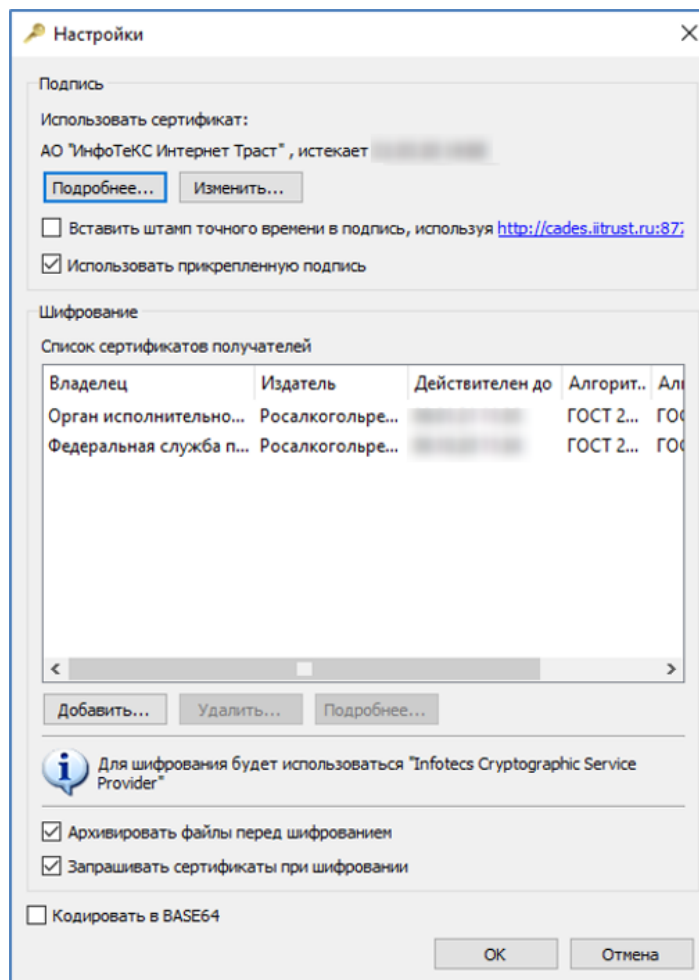 Настройки
Подпись
Использовать сертификат:
АО "ИнфоТеКС Интернет Траст" , истекает
Подробнее... Изменить...
Вставить штамп точного времени в подпись, используя http://cades.iitrust.ru:877
Использовать прикрепленную подпись
Шифрование
Список сертификатов получателей
Владелец Издатель Действителен до Алгорит.. Алг
Орган исполнительно... Росалкогольре... ГОСТ 2... ГОС
Федеральная служба п... Росалкогольре... ГОСТ 2... ГОС
Добавить... Удалить... Подробнее...
Для шифрования будет использоваться "Infotecs Cryptographic Service
Provider"
Архивировать файлы перед шифрованием
Запрашивать сертификаты при шифровании
Кодировать в BASE64
ОК Отмена